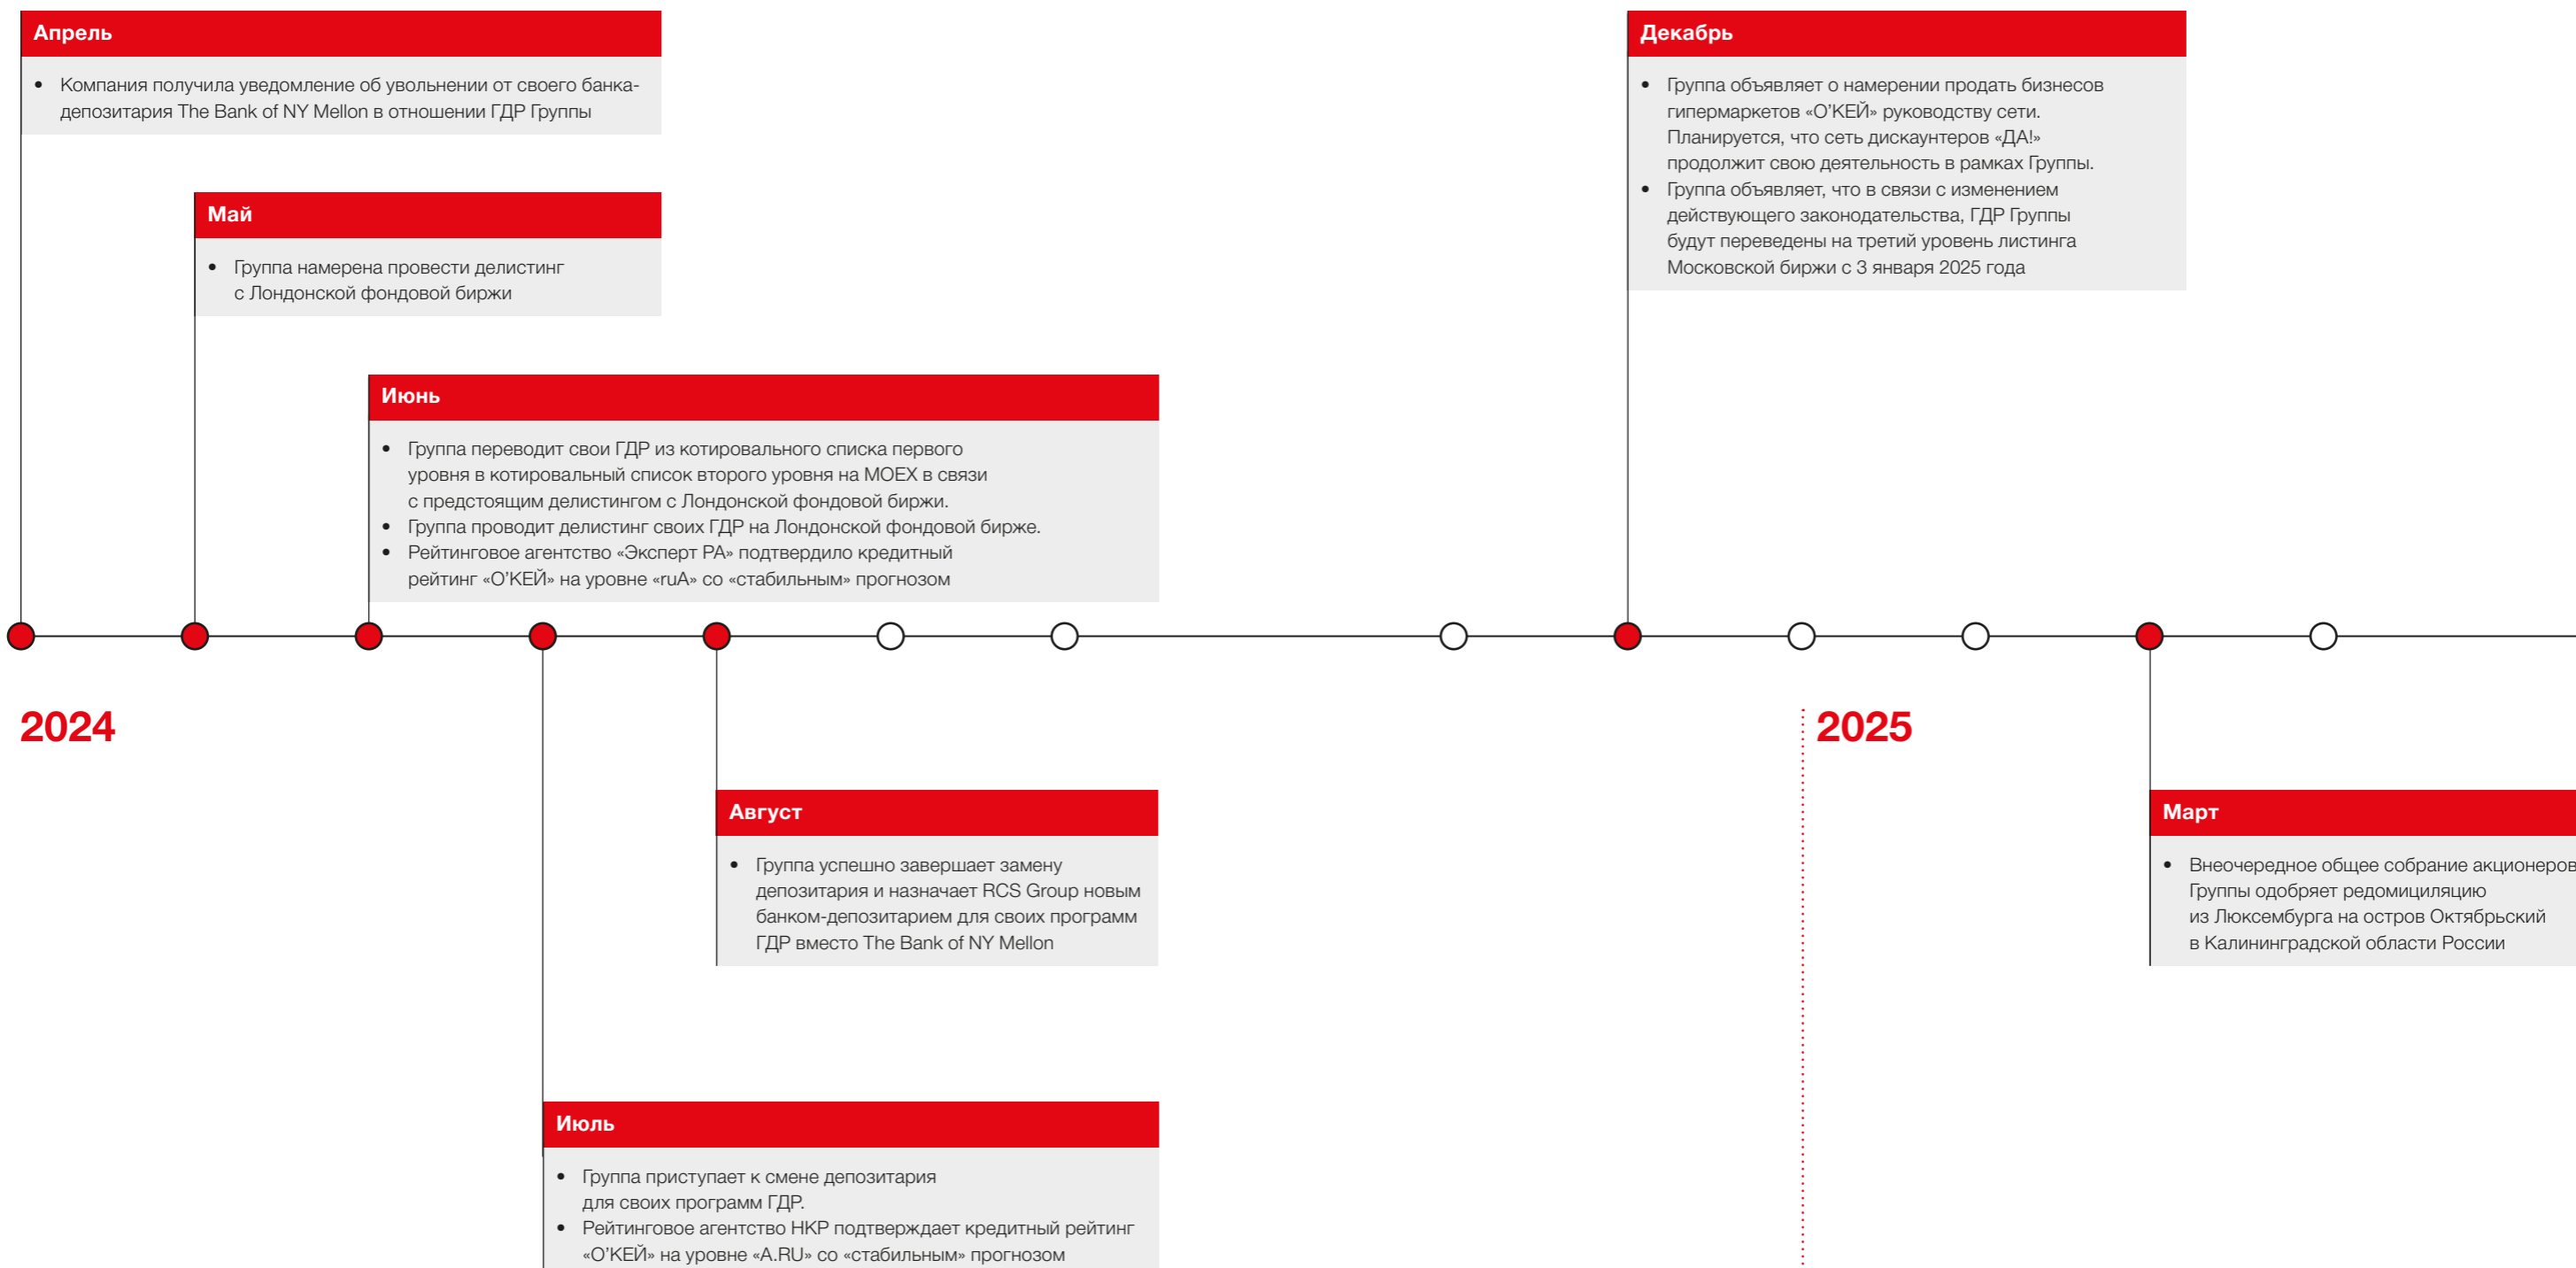 Апрель
• Компания получила уведомление об увольнении от своего банка-
депозитария The Bank of NY Mellon в отношении ГДР Группы
Май
• Группа намерена провести делистинг
с Лондонской фондовой биржи
Июнь
• Группа переводит свои ГДР из котировального списка первого
уровня в котировальный список второго уровня на MOEX в связи
с предстоящим делистингом с Лондонской фондовой биржи.
• Группа проводит делистинг своих ГДР на Лондонской фондовой бирже.
• Рейтинговое агентство «Эксперт РА» подтвердило кредитный
рейтинг «О’КЕЙ» на уровне «ruA» со «стабильным» прогнозом
Декабрь
• Группа объявляет о намерении продать бизнесов
гипермаркетов «О’КЕЙ» руководству сети.
Планируется, что сеть дискаунтеров «ДА!»
продолжит свою деятельность в рамках Группы.
• Группа объявляет, что в связи с изменением
действующего законодательства, ГДР Группы
будут переведены на третий уровень листинга
Московской биржи с 3 января 2025 года
2024
2025
Август
• Группа успешно завершает замену
депозитария и назначает RCS Group новым
банком-депозитарием для своих программ
ГДР вместо The Bank of NY Mellon
Март
• Внеочередное общее собрание акционеров
Группы одобряет редомициляцию
из Люксембурга на остров Октябрьский
в Калининградской области России
Июль
• Группа приступает к смене депозитария
для своих программ ГДР.
• Рейтинговое агентство НКР подтверждает кредитный рейтинг
«О’КЕЙ» на уровне «A.RU» со «стабильным» прогнозом